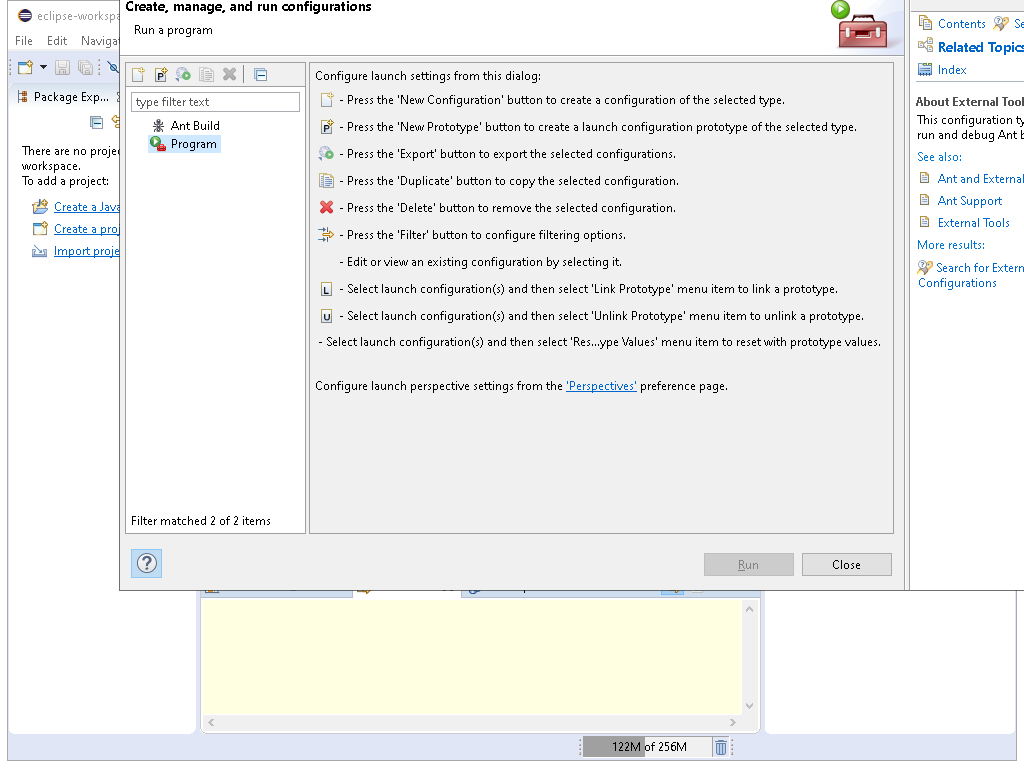 eclipse-workspa
File Edit Navigat
Package Exp...
There are no proje
workspace.
To add a project:
Create a Java
Create a proj
Import proje
Create, manage, and run configurations
Run a program
type filter text
Ant Build
Program
Filter matched 2 of 2 items
Configure launch settings from this dialog:
- Press the 'New Configuration' button to create a configuration of the selected type.
- Press the 'New Prototype' button to create a launch configuration prototype of the selected type.
- Press the 'Export' button to export the selected configurations.
- Press the 'Duplicate' button to copy the selected configuration.
- Press the 'Delete' button to remove the selected configuration.
- Press the 'Filter' button to configure filtering options.
- Edit or view an existing configuration by selecting it.
L - Select launch configuration(s) and then select 'Link Prototype' menu item to link a prototype.
U - Select launch configuration(s) and then select 'Unlink Prototype' menu item to unlink a prototype.
- Select launch configuration(s) and then select 'Res...ype Values' menu item to reset with prototype values.
Configure launch perspective settings from the 'Perspectives' preference page.
Run
Close
Contents Se
Related Topics
Index
About External Tool
This configuration ty
run and debug Ant b
See also:
Ant and External
Ant Support
External Tools
More results:
Search for Extern
Configurations
122M of 256M